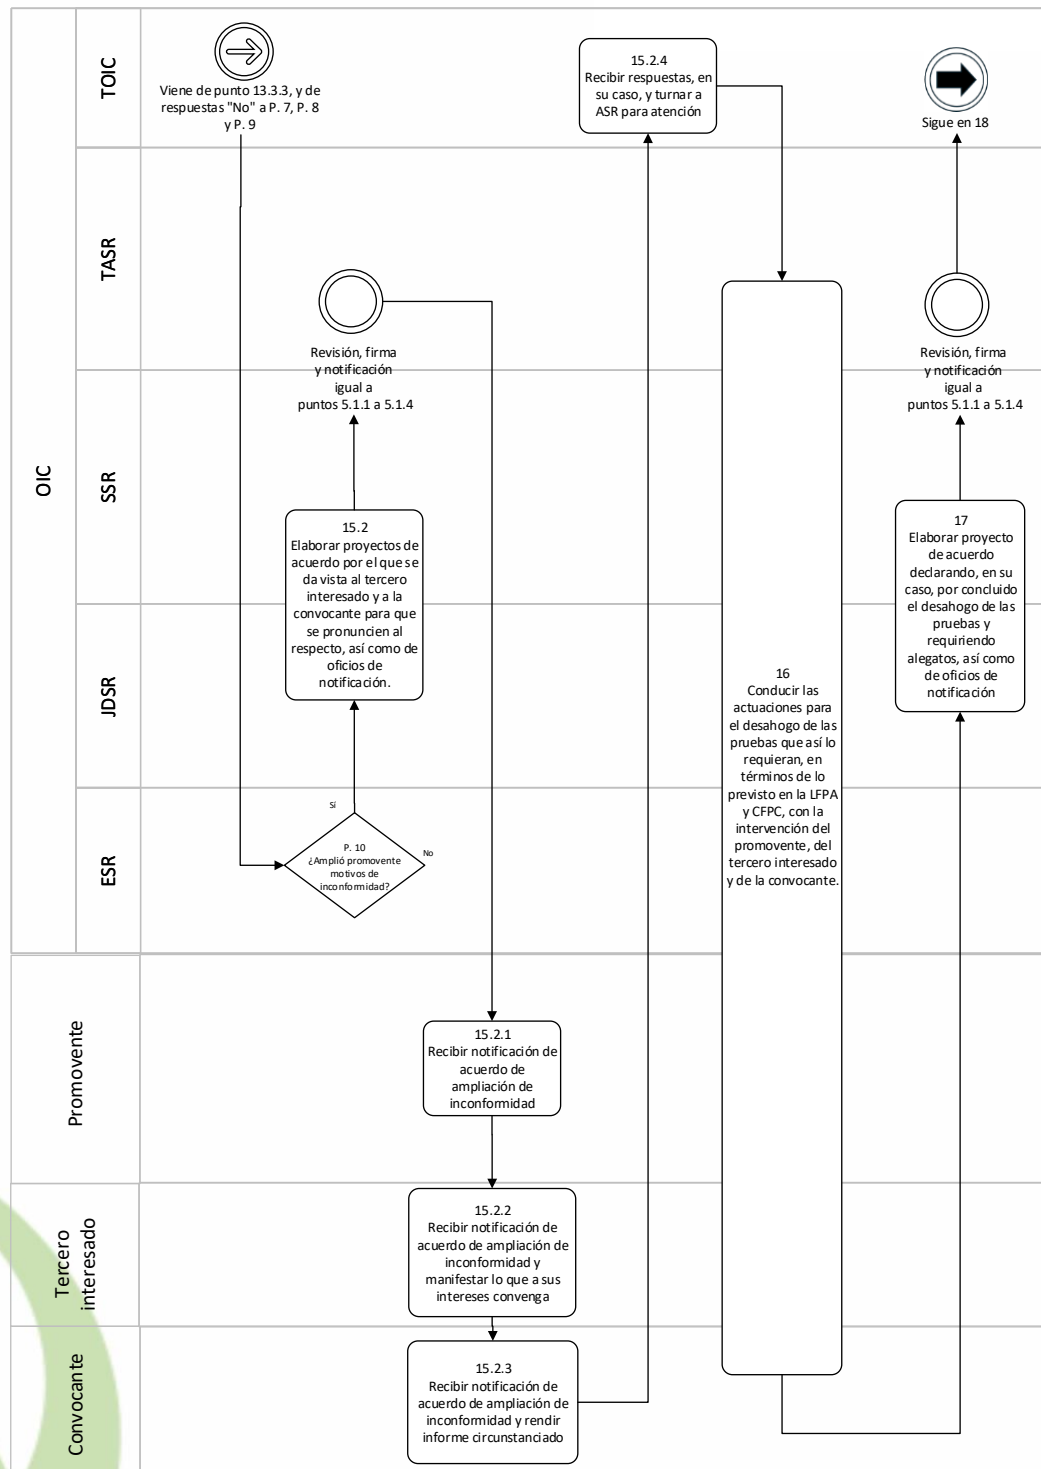 OIC
TOIC
TASR
SSR
JDSR
ESR
Promovente
Tercero
interesado
Convocante
Viene de punto 13.3.3, y de
respuestas "No" a P. 7, P. 8
y P. 9
P. 10
¿Amplió promovente
motivos de
inconformidad?
Sí
No
15.2
Elaborar proyectos de
acuerdo por el que se
da vista al tercero
interesado y a la
convocante para que
se pronuncien al
respecto, así como de
oficios de
notificación.
Revisión, firma
y notificación
igual a
puntos 5.1.1 a 5.1.4
15.2.1
Recibir notificación de
acuerdo de
ampliación de
inconformidad
15.2.2
Recibir notificación de
acuerdo de ampliación de
inconformidad y
manifestar lo que a sus
intereses convenga
15.2.3
Recibir notificación de
acuerdo de ampliación de
inconformidad y rendir
informe circunstanciado
15.2.4
Recibir respuestas, en
su caso, y turnar a
ASR para atención
16
Conducir las
actuaciones para
el desahogo de las
pruebas que así lo
requieran, en
términos de lo
previsto en la LFPA
y CFPC, con la
intervención del
promovente, del
tercero interesado
y de la convocante.
17
Elaborar proyecto
de acuerdo
declarando, en su
caso, por concluido
el desahogo de las
pruebas y
requiriendo
alegatos, así como
de oficios de
notificación
Revisión, firma
y notificación
igual a
puntos 5.1.1 a 5.1.4
Sigue en 18